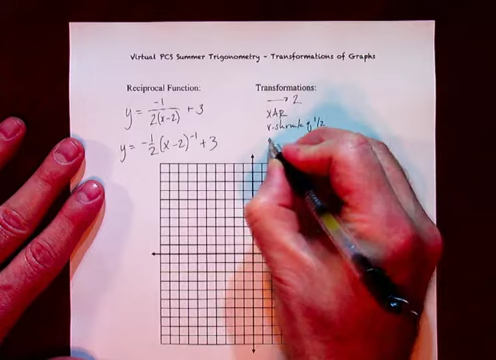 Virtual PCS Summer Trigonometry - Transformations of Graphs
Reciprocal Function:
y = -1/2(x-2) + 3
y = -1/2(x-2)⁻¹ + 3
Transformations:
→ 2
XAR
v-shrink of 1/2